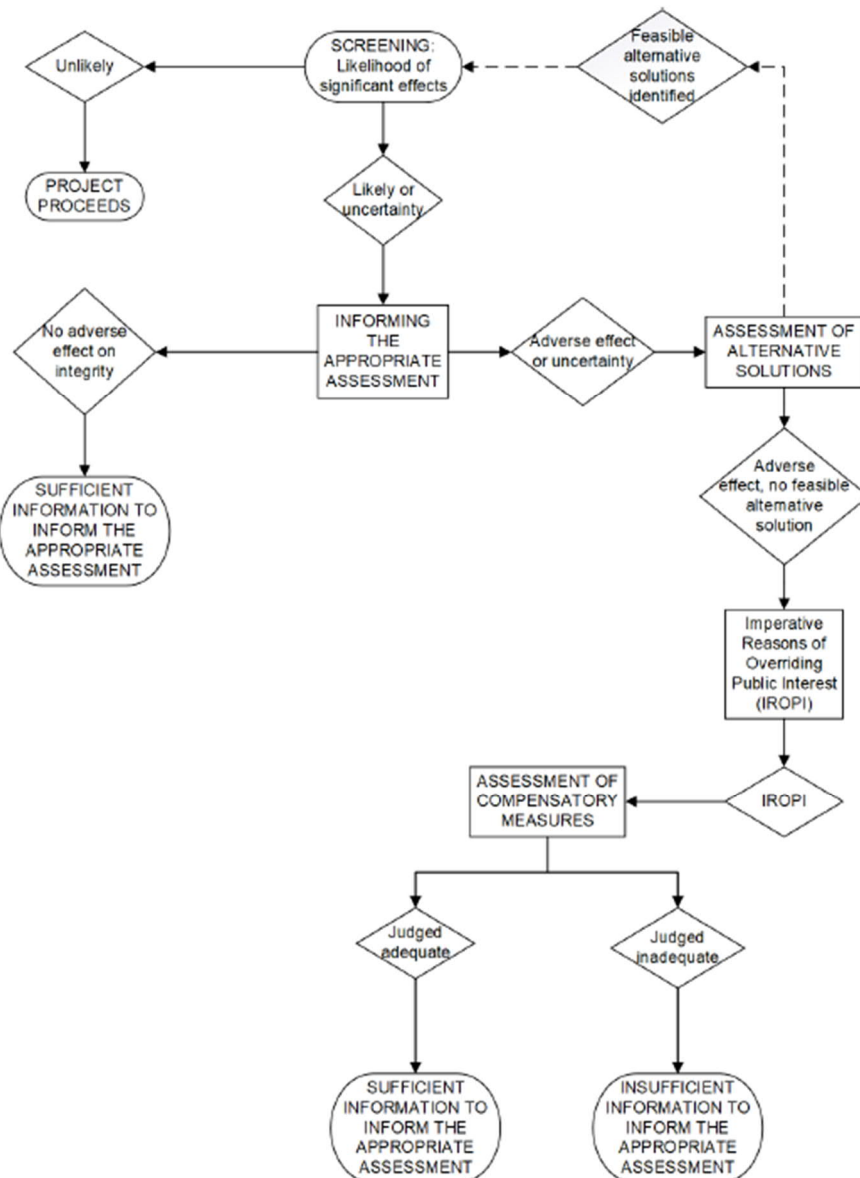 SCREENING:
Likelihood of
significant effects
Unlikely
Feasible
alternative
solutions
identified
PROJECT
PROCEEDS
Likely or
uncertainty
No adverse
effect on
integrity
INFORMING
THE
APPROPRIATE
ASSESSMENT
Adverse effect
or uncertainty
ASSESSMENT OF
ALTERNATIVE
SOLUTIONS
SUFFICIENT
INFORMATION TO
INFORM THE
APPROPRIATE
ASSESSMENT
Adverse
effect, no feasible
alternative
solution
Imperative
Reasons of
Overriding
Public Interest
(IROPI)
IROPI
ASSESSMENT OF
COMPENSATORY
MEASURES
Judged
adequate
Judged
inadequate
SUFFICIENT
INFORMATION TO
INFORM THE
APPROPRIATE
ASSESSMENT
INSUFFICIENT
INFORMATION TO
INFORM THE
APPROPRIATE
ASSESSMENT